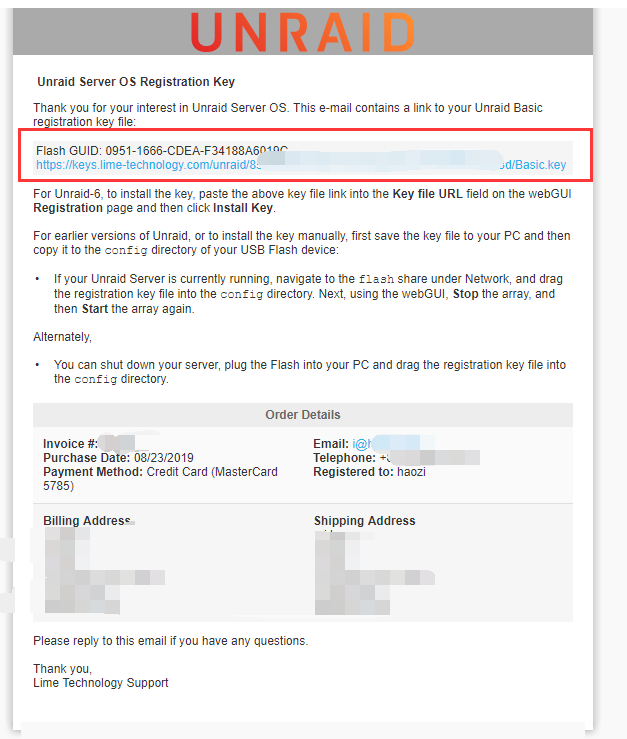 UNRAID
Unraid Server OS Registration Key
Thank you for your interest in Unraid Server OS. This e-mail contains a link to your Unraid Basic
registration key file:
Flash GUID: 0951-1666-CDEA-F34188A6019C
https://keys.lime-technology.com/unraid/85 d/Basic.key
For Unraid-6, to install the key, paste the above key file link into the Key file URL field on the webGUI
Registration page and then click Install Key.
For earlier versions of Unraid, or to install the key manually, first save the key file to your PC and then
copy it to the config directory of your USB Flash device:
• If your Unraid Server is currently running, navigate to the flash share under Network, and drag
the registration key file into the config directory. Next, using the webGUI, Stop the array, and
then Start the array again.
Alternately,
• You can shut down your server, plug the Flash into your PC and drag the registration key file into
the config directory.
Order Details
Invoice #:
Purchase Date: 08/23/2019
Payment Method: Credit Card (MasterCard
5785)
Email: i@h
Telephone: +
Registered to: haozi
Billing Address
Shipping Address
Please reply to this email if you have any questions.
Thank you,
Lime Technology Support